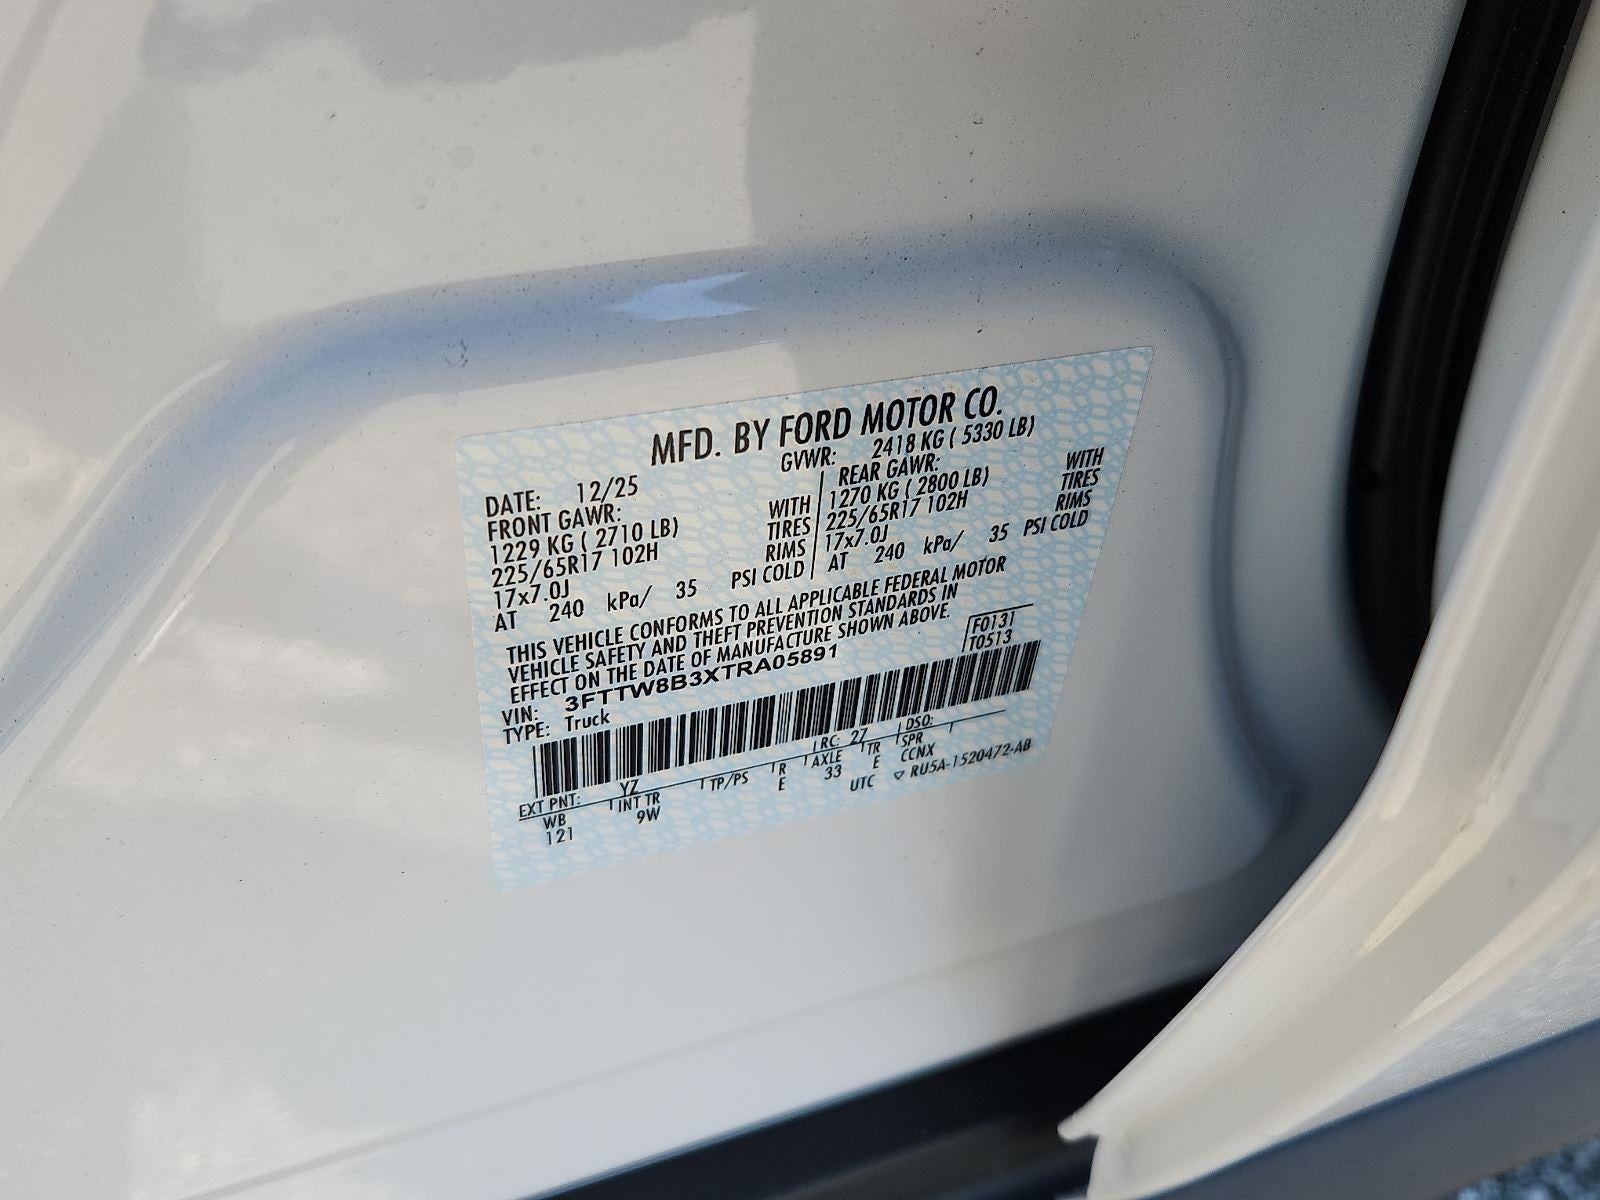 MFD. BY FORD MOTOR CO.
DATE: 12/25 GVWR: 2418 KG ( 5330 LB)
FRONT GAWR: WITH
1229 KG ( 2710 LB) TIRES
225/65R17 102H RIMS
17x7.0J
AT 240 kPa/ 35 PSI COLD
REAR GAWR: WITH
1270 KG ( 2800 LB) TIRES
225/65R17 102H RIMS
17x7.0J
AT 240 kPa/ 35 PSI COLD
THIS VEHICLE CONFORMS TO ALL APPLICABLE FEDERAL MOTOR
VEHICLE SAFETY AND THEFT PREVENTION STANDARDS IN
EFFECT ON THE DATE OF MANUFACTURE SHOWN ABOVE.
VIN: 3FTTW8B3XTRA05891
TYPE: Truck
F0131
T0513
EXT PNT: YZ RC: 27 DSO:
WB INT TR TP/PS R AXLE TR SPR
121 9W E 33 E CCNX
UTC ▽ RU5A-1520472-AB